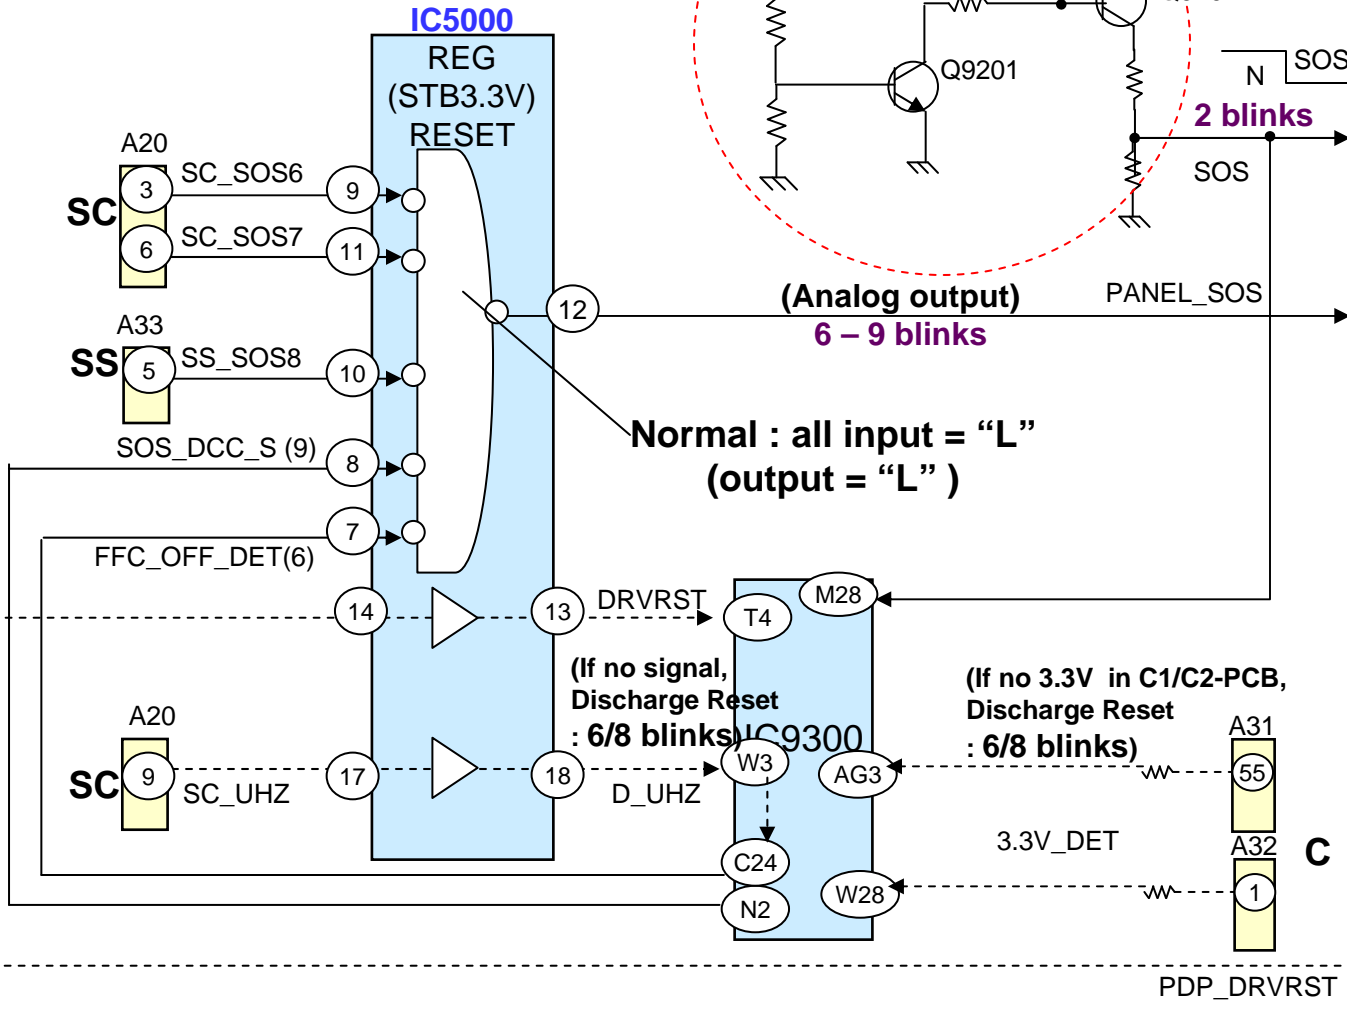 IC5000
REG
(STB3.3V)
RESET
Q9201
N
SOS
2 blinks
SOS
A20
SC
3
SC_SOS6
9
6
SC_SOS7
11
(Analog output)
6 – 9 blinks
PANEL_SOS
12
A33
SS
5
SS_SOS8
10
SOS_DCC_S (9)
8
Normal : all input = “L”
(output = “L” )
7
FFC_OFF_DET(6)
14
13
DRVRST
T4
M28
(If no signal,
Discharge Reset
: 6/8 blinks)
IC9300
(If no 3.3V in C1/C2-PCB,
Discharge Reset
: 6/8 blinks)
A20
SC
9
SC_UHZ
17
18
D_UHZ
W3
AG3
A31
55
3.3V_DET
A32
C
C24
W28
1
N2
PDP_DRVRST